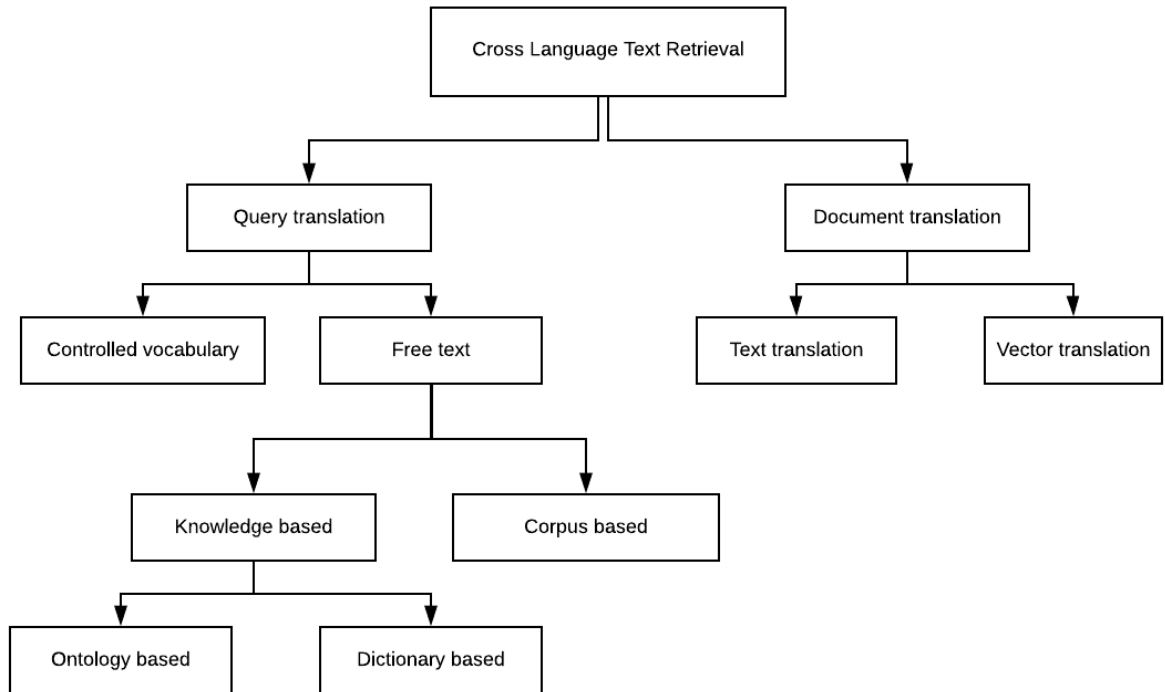 Cross Language Text Retrieval
Query translation
Document translation
Controlled vocabulary
Free text
Text translation
Vector translation
Knowledge based
Corpus based
Ontology based
Dictionary based